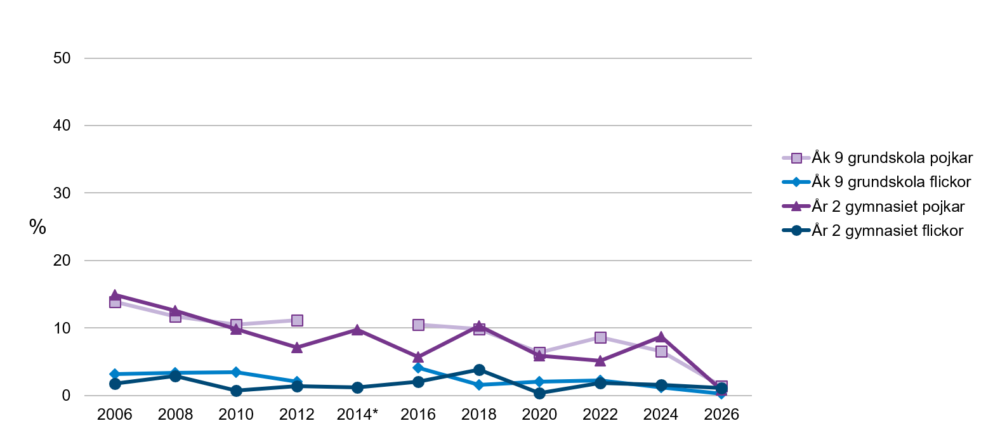 50
40
30
%
20
10
0
2006 2008 2010 2012 2014* 2016 2018 2020 2022 2024 2026
Åk 9 grundskola pojkar
Åk 9 grundskola flickor
År 2 gymnasiet pojkar
År 2 gymnasiet flickor